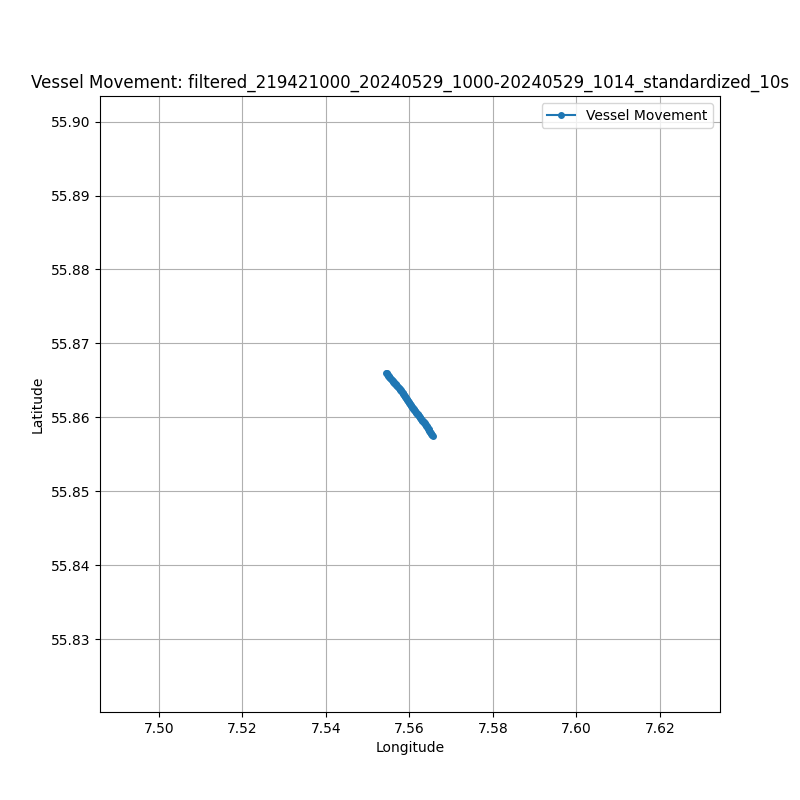 Vessel Movement: filtered_219421000_20240529_1000-20240529_1014_standardized_10s
Vessel Movement
55.90
55.89
55.88
55.87
55.86
55.85
55.84
55.83
Latitude
7.50 7.52 7.54 7.56 7.58 7.60 7.62
Longitude